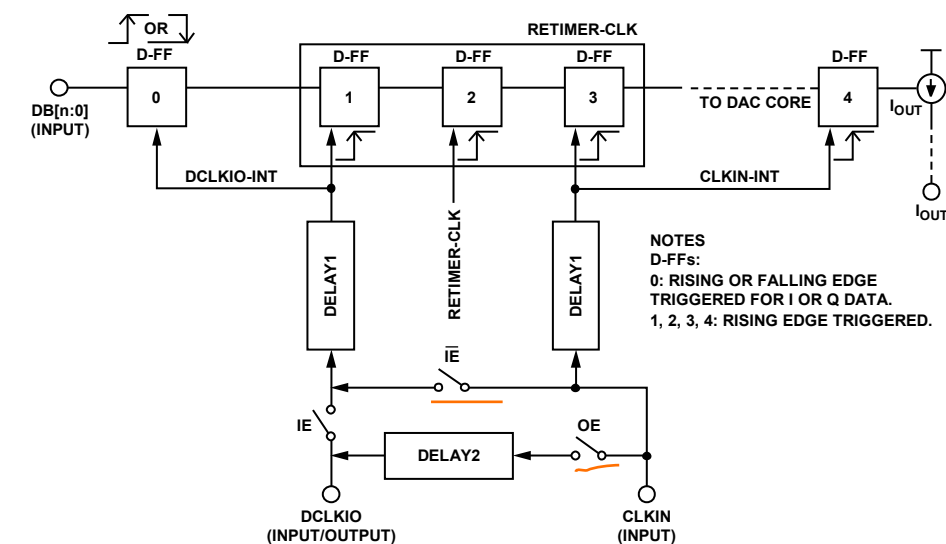 OR
RETIMER-CLK
D-FF
D-FF
D-FF
D-FF
D-FF
0
1
2
3
4
DB[n:0]
(INPUT)
TO DAC CORE
IOUT
DCLKIO-INT
CLKIN-INT
IOUT
DELAY1
RETIMER-CLK
DELAY1
NOTES
D-FFs:
0: RISING OR FALLING EDGE
TRIGGERED FOR I OR Q DATA.
1, 2, 3, 4: RISING EDGE TRIGGERED.
I̅E̅
IE
OE
DELAY2
DCLKIO
(INPUT/OUTPUT)
CLKIN
(INPUT)